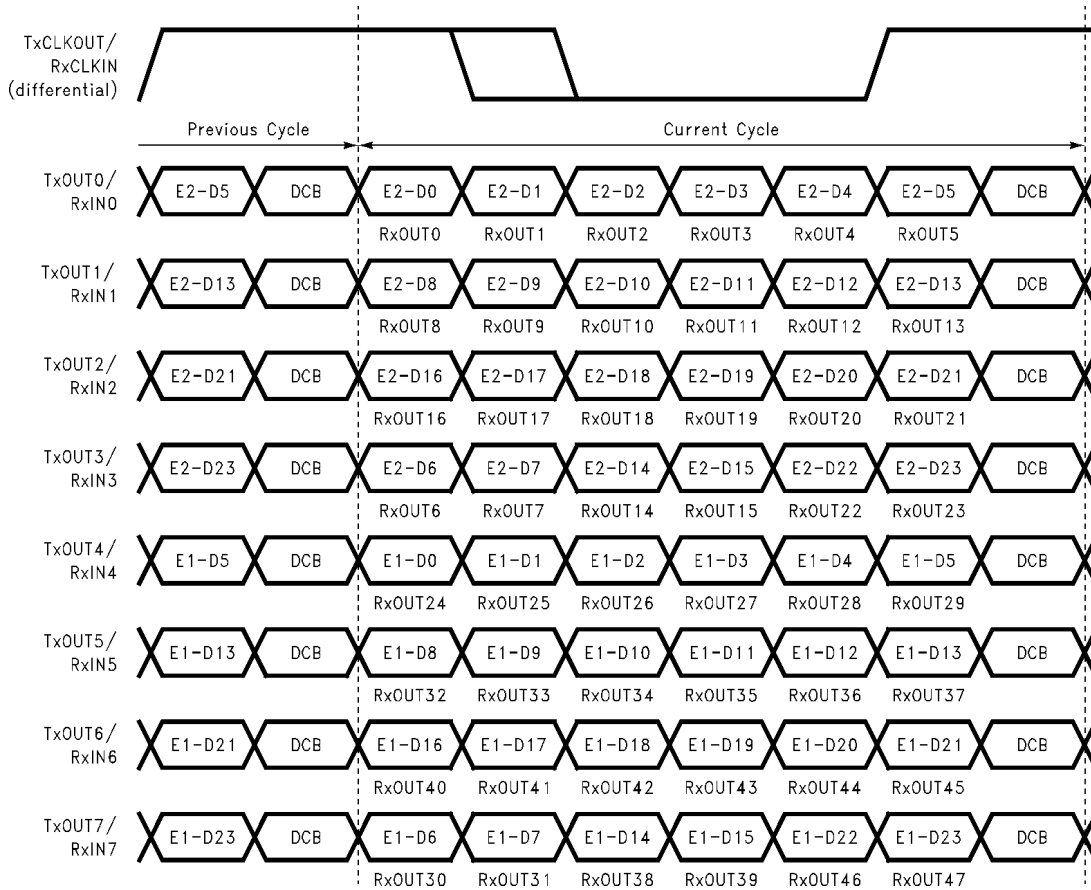 TxCLKOUT/
RxCLKIN
(differential)
Previous Cycle
Current Cycle
TxOUT0/
RxIN0
E2-D5 DCB E2-D0 E2-D1 E2-D2 E2-D3 E2-D4 E2-D5 DCB
RxOUT0 RxOUT1 RxOUT2 RxOUT3 RxOUT4 RxOUT5
TxOUT1/
RxIN1
E2-D13 DCB E2-D8 E2-D9 E2-D10 E2-D11 E2-D12 E2-D13 DCB
RxOUT8 RxOUT9 RxOUT10 RxOUT11 RxOUT12 RxOUT13
TxOUT2/
RxIN2
E2-D21 DCB E2-D16 E2-D17 E2-D18 E2-D19 E2-D20 E2-D21 DCB
RxOUT16 RxOUT17 RxOUT18 RxOUT19 RxOUT20 RxOUT21
TxOUT3/
RxIN3
E2-D23 DCB E2-D6 E2-D7 E2-D14 E2-D15 E2-D22 E2-D23 DCB
RxOUT6 RxOUT7 RxOUT14 RxOUT15 RxOUT22 RxOUT23
TxOUT4/
RxIN4
E1-D5 DCB E1-D0 E1-D1 E1-D2 E1-D3 E1-D4 E1-D5 DCB
RxOUT24 RxOUT25 RxOUT26 RxOUT27 RxOUT28 RxOUT29
TxOUT5/
RxIN5
E1-D13 DCB E1-D8 E1-D9 E1-D10 E1-D11 E1-D12 E1-D13 DCB
RxOUT32 RxOUT33 RxOUT34 RxOUT35 RxOUT36 RxOUT37
TxOUT6/
RxIN6
E1-D21 DCB E1-D16 E1-D17 E1-D18 E1-D19 E1-D20 E1-D21 DCB
RxOUT40 RxOUT41 RxOUT42 RxOUT43 RxOUT44 RxOUT45
TxOUT7/
RxIN7
E1-D23 DCB E1-D6 E1-D7 E1-D14 E1-D15 E1-D22 E1-D23 DCB
RxOUT30 RxOUT31 RxOUT38 RxOUT39 RxOUT46 RxOUT47